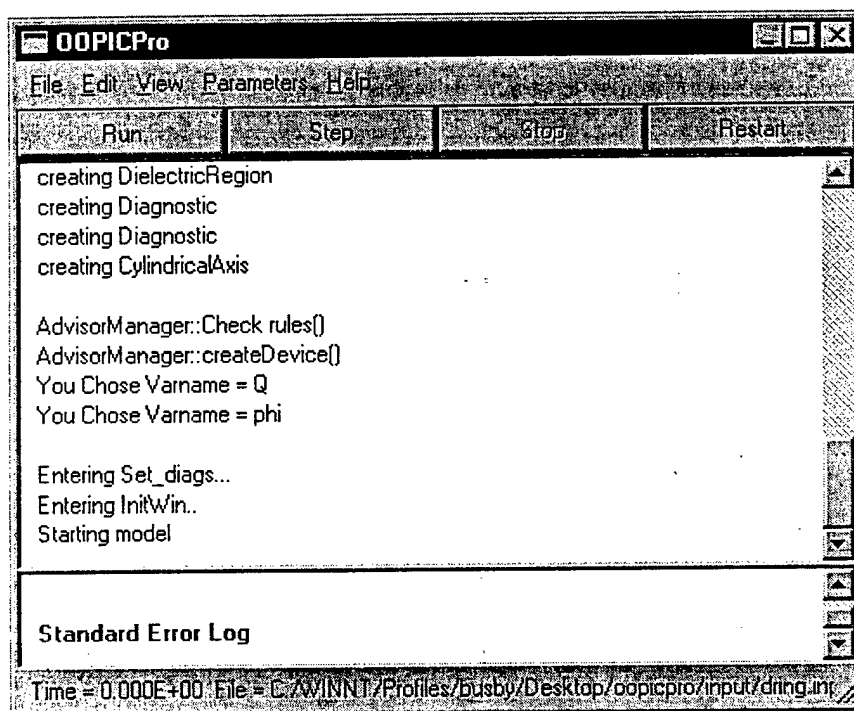 OOPICPro
File Edit View Parameters Help
Run Step Stop Restart
creating DielectricRegion
creating Diagnostic
creating Diagnostic
creating CylindricalAxis
AdvisorManager::Check rules()
AdvisorManager::createDevice()
You Chose Varname = Q
You Chose Varname = phi
Entering Set_diags...
Entering InitWin..
Starting model
Standard Error Log
Time = 0.000E+00 File = C:/WINNT/Profiles/busby/Desktop/oopicpro/input/dring.inp